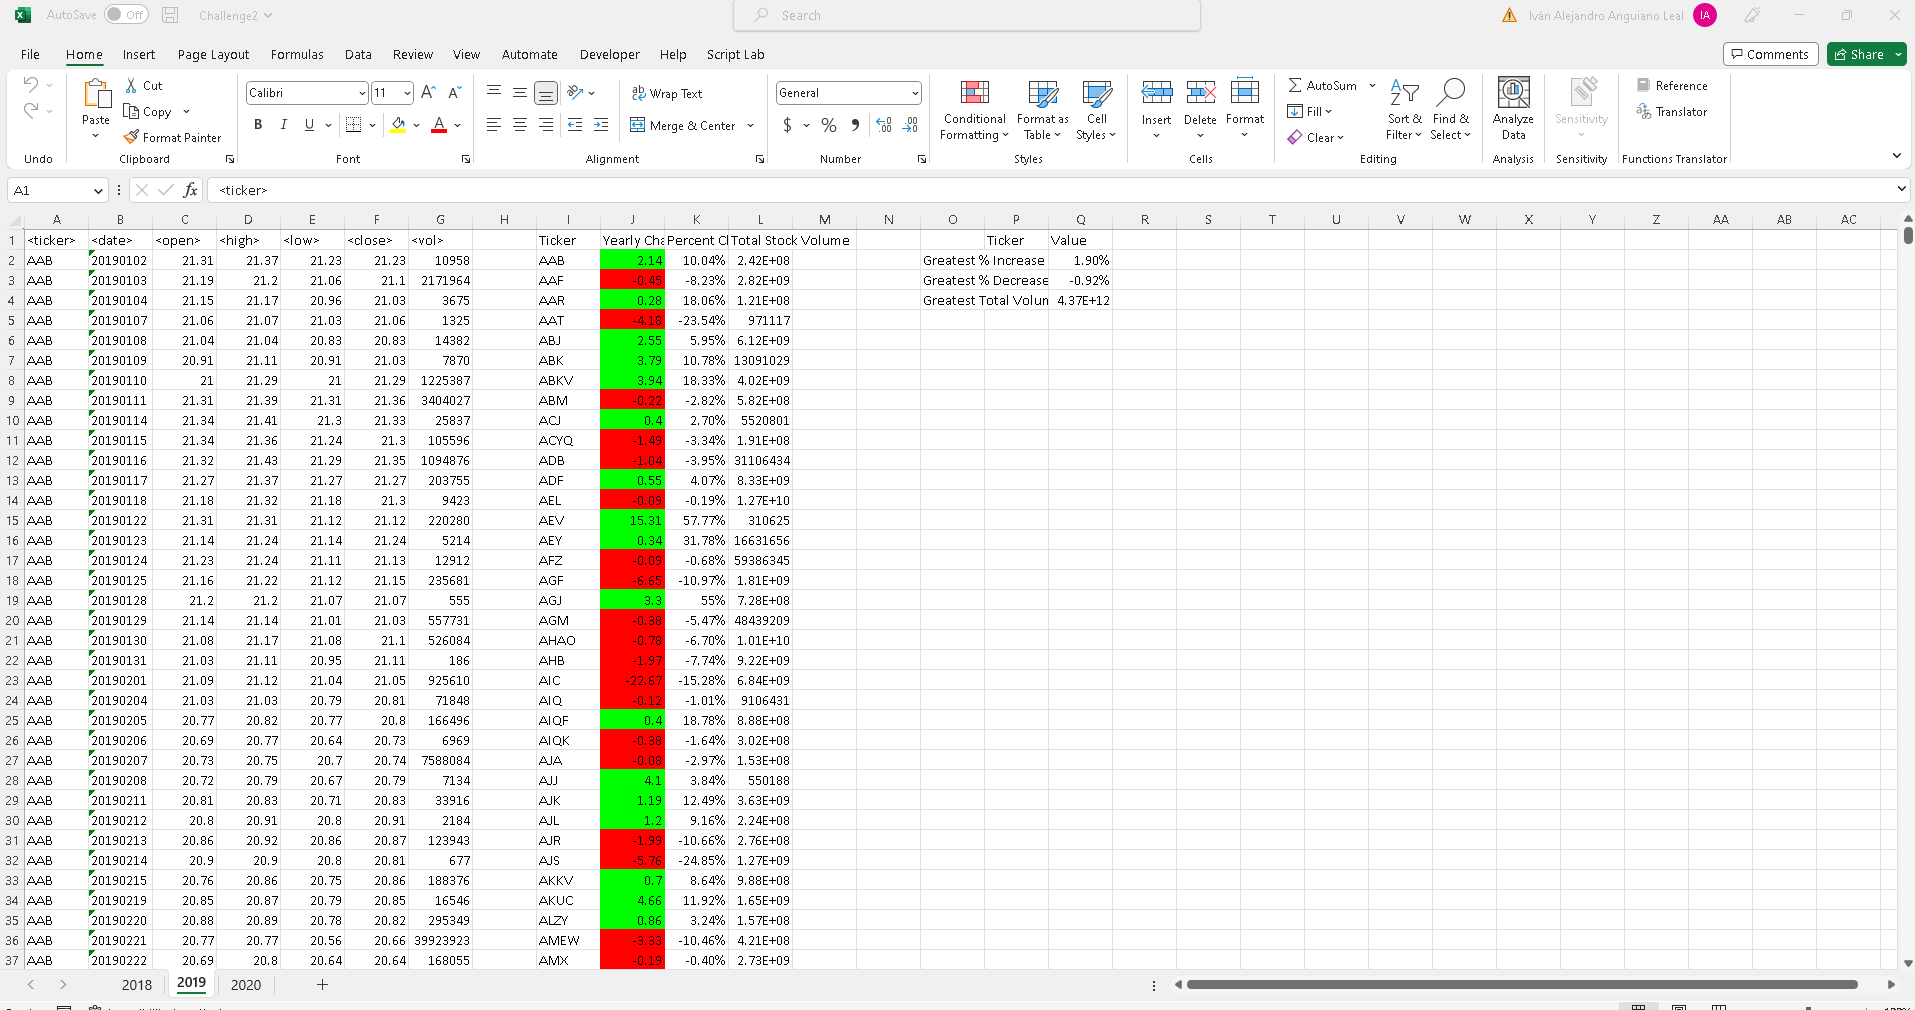 AutoSave Off Challenge2 Search Iván Alejandro Anguiano Leal IA
File Home Insert Page Layout Formulas Data Review View Automate Developer Help Script Lab Comments Share
Cut Calibri 11 Wrap Text General AutoSum Reference
Copy Fill Translator
Paste Format Painter B I U Merge & Center $ % Conditional Formatting Format as Table Cell Styles Insert Delete Format Clear Sort & Filter Find & Select Analyze Data Sensitivity
Undo Clipboard Font Alignment Number Styles Cells Editing Analysis Sensitivity Functions Translator
A1 fx <ticker>
A B C D E F G H I J K L M N O P Q R S T U V W X Y Z AA AB AC
1 <ticker> <date> <open> <high> <low> <close> <vol> Ticker Yearly Cha Percent Cl Total Stock Volume Ticker Value
2 AAB 20190102 21.31 21.37 21.23 21.23 10958 AAB 2.14 10.04% 2.42E+08 Greatest % Increase 1.90%
3 AAB 20190103 21.19 21.2 21.06 21.1 2171964 AAF -0.45 -8.23% 2.82E+09 Greatest % Decrease -0.92%
4 AAB 20190104 21.15 21.17 20.96 21.03 3675 AAR 0.28 18.06% 1.21E+08 Greatest Total Volun 4.37E+12
5 AAB 20190107 21.06 21.07 21.03 21.06 1325 AAT -4.18 -23.54% 971117
6 AAB 20190108 21.04 21.04 20.83 20.83 14382 ABJ 2.55 5.95% 6.12E+09
7 AAB 20190109 20.91 21.11 20.91 21.03 7870 ABK 3.79 10.78% 13091029
8 AAB 20190110 21 21.29 21 21.29 1225387 ABKV 3.94 18.33% 4.02E+09
9 AAB 20190111 21.31 21.39 21.31 21.36 3404027 ABM -0.22 -2.82% 5.82E+08
10 AAB 20190114 21.34 21.41 21.3 21.33 25837 ACJ 0.4 2.70% 5520801
11 AAB 20190115 21.34 21.36 21.24 21.3 105596 ACYQ -1.49 -3.34% 1.91E+08
12 AAB 20190116 21.32 21.43 21.29 21.35 1094876 ADB -1.04 -3.95% 31106434
13 AAB 20190117 21.27 21.37 21.27 21.27 203755 ADF 0.55 4.07% 8.33E+09
14 AAB 20190118 21.18 21.32 21.18 21.3 9423 AEL -0.09 -0.19% 1.27E+10
15 AAB 20190122 21.31 21.31 21.12 21.12 220280 AEV 15.31 57.77% 310625
16 AAB 20190123 21.14 21.24 21.14 21.24 5214 AEY 0.34 31.78% 16631656
17 AAB 20190124 21.23 21.24 21.11 21.13 12912 AFZ -0.09 -0.68% 59386345
18 AAB 20190125 21.16 21.22 21.12 21.15 235681 AGF -6.65 -10.97% 1.81E+09
19 AAB 20190128 21.2 21.2 21.07 21.07 555 AGJ 3.3 55% 7.28E+08
20 AAB 20190129 21.14 21.14 21.01 21.03 557731 AGM -0.38 -5.47% 48439209
21 AAB 20190130 21.08 21.17 21.08 21.1 526084 AHAO -0.78 -6.70% 1.01E+10
22 AAB 20190131 21.03 21.11 20.95 21.11 186 AHB -1.97 -7.74% 9.22E+09
23 AAB 20190201 21.09 21.12 21.04 21.05 925610 AIC -22.67 -15.28% 6.84E+09
24 AAB 20190204 21.03 21.03 20.79 20.81 71848 AIQ -0.12 -1.01% 9106431
25 AAB 20190205 20.77 20.82 20.77 20.8 166496 AIQF 0.4 18.78% 8.88E+08
26 AAB 20190206 20.69 20.77 20.64 20.73 6969 AIQK -0.38 -1.64% 3.02E+08
27 AAB 20190207 20.73 20.75 20.7 20.74 7588084 AJA -0.08 -2.97% 1.53E+08
28 AAB 20190208 20.72 20.79 20.67 20.79 7134 AJJ 4.1 3.84% 550188
29 AAB 20190211 20.81 20.83 20.71 20.83 33916 AJK 1.19 12.49% 3.63E+09
30 AAB 20190212 20.8 20.91 20.8 20.91 2184 AJL 1.2 9.16% 2.24E+08
31 AAB 20190213 20.86 20.92 20.86 20.87 123943 AJR -1.99 -10.66% 2.76E+08
32 AAB 20190214 20.9 20.9 20.8 20.81 677 AJS -5.76 -24.85% 1.27E+09
33 AAB 20190215 20.76 20.86 20.75 20.86 188376 AKKV 0.7 8.64% 9.88E+08
34 AAB 20190219 20.85 20.87 20.79 20.85 16546 AKUC 4.66 11.92% 1.65E+09
35 AAB 20190220 20.88 20.89 20.78 20.82 295349 ALZY 0.86 3.24% 1.57E+08
36 AAB 20190221 20.77 20.77 20.56 20.66 39923923 AMEW -3.33 -10.46% 4.21E+08
37 AAB 20190222 20.69 20.8 20.64 20.64 168055 AMX -0.19 -0.40% 2.73E+09
2018 2019 2020